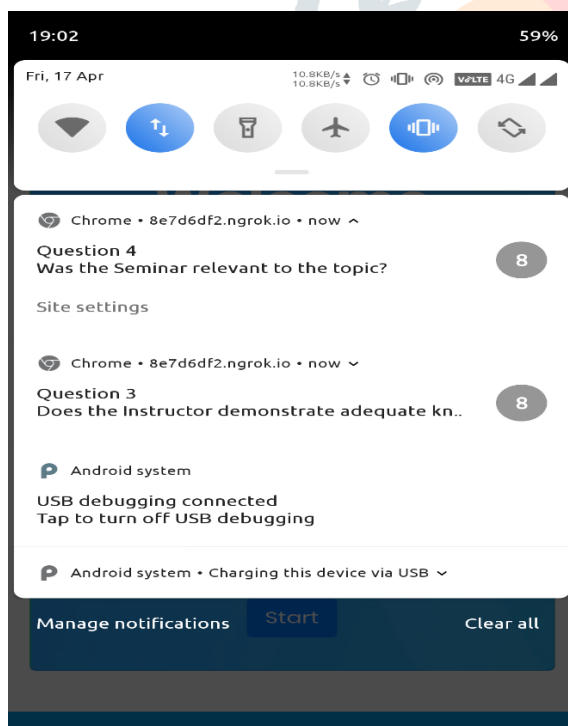 19:02 59%
Fri, 17 Apr 10.8KB/s 10.8KB/s VoLTE 4G
Welcome
Chrome • 8e7d6df2.ngrok.io • now
Question 4
Was the Seminar relevant to the topic?
8
Site settings
Chrome • 8e7d6df2.ngrok.io • now
Question 3
Does the Instructor demonstrate adequate kn..
8
Android system
USB debugging connected
Tap to turn off USB debugging
Android system • Charging this device via USB
Manage notifications Start Clear all